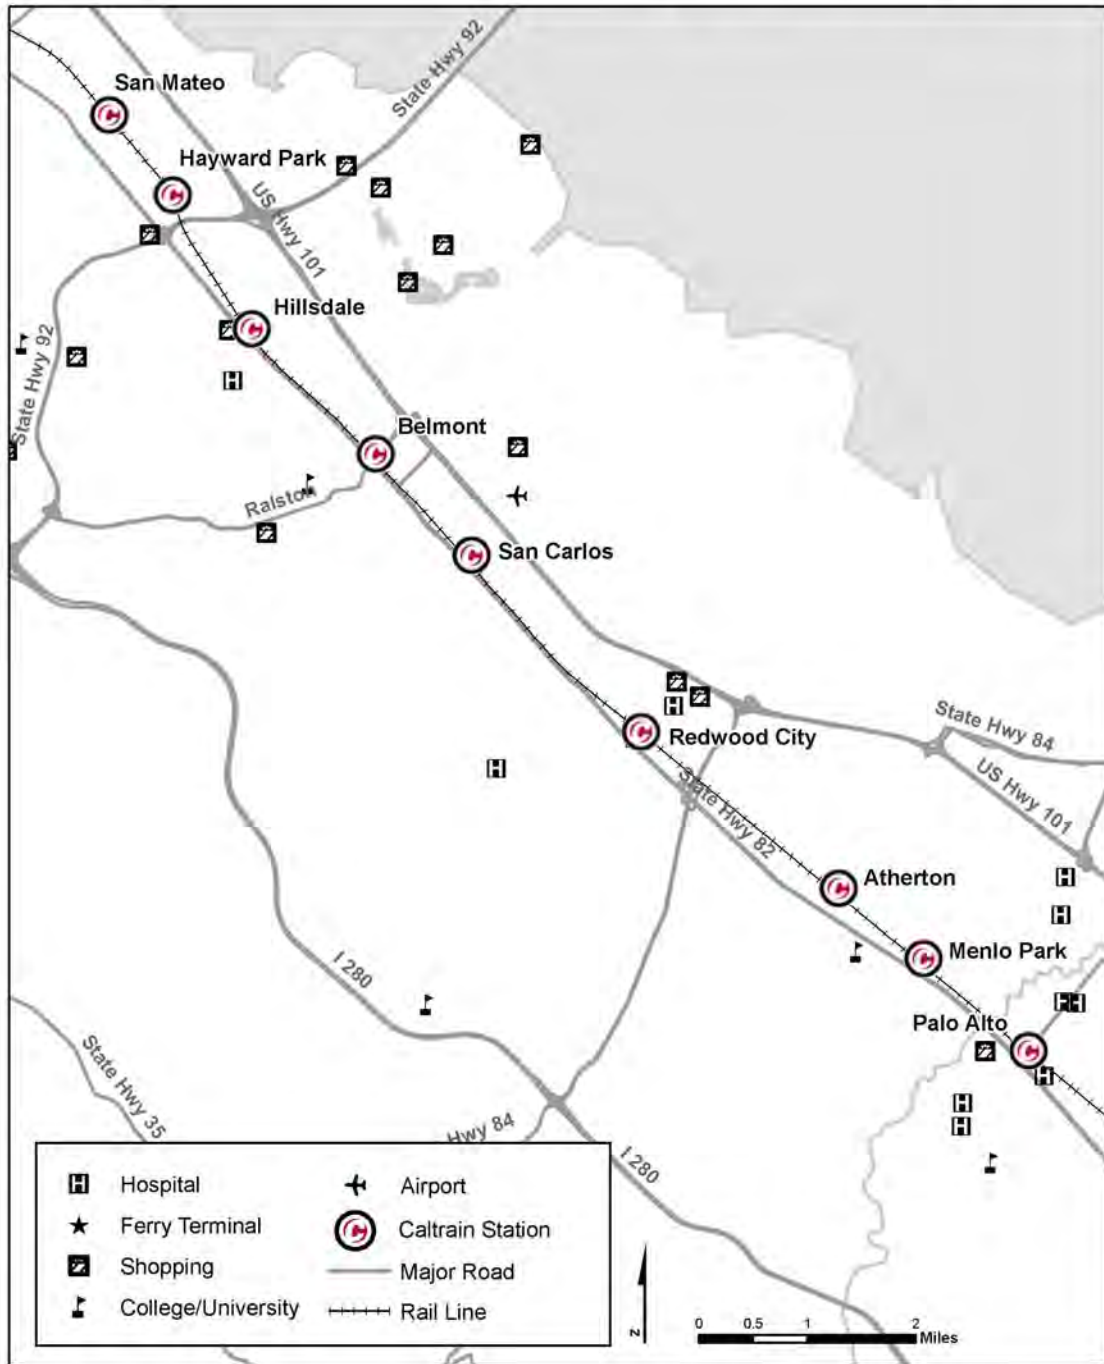 State Hwy 92
San Mateo
Hayward Park
US Hwy 101
Hillsdale
State Hwy 92
Belmont
Ralston
San Carlos
Redwood City
State Hwy 84
US Hwy 101
State Hwy 82
Atherton
Menlo Park
I 280
Palo Alto
State Hwy 35
Hwy 84
I 280
H Hospital
Airport
Ferry Terminal
Caltrain Station
Shopping
Major Road
College/University
Rail Line
N
0 0.5 1 2
Miles